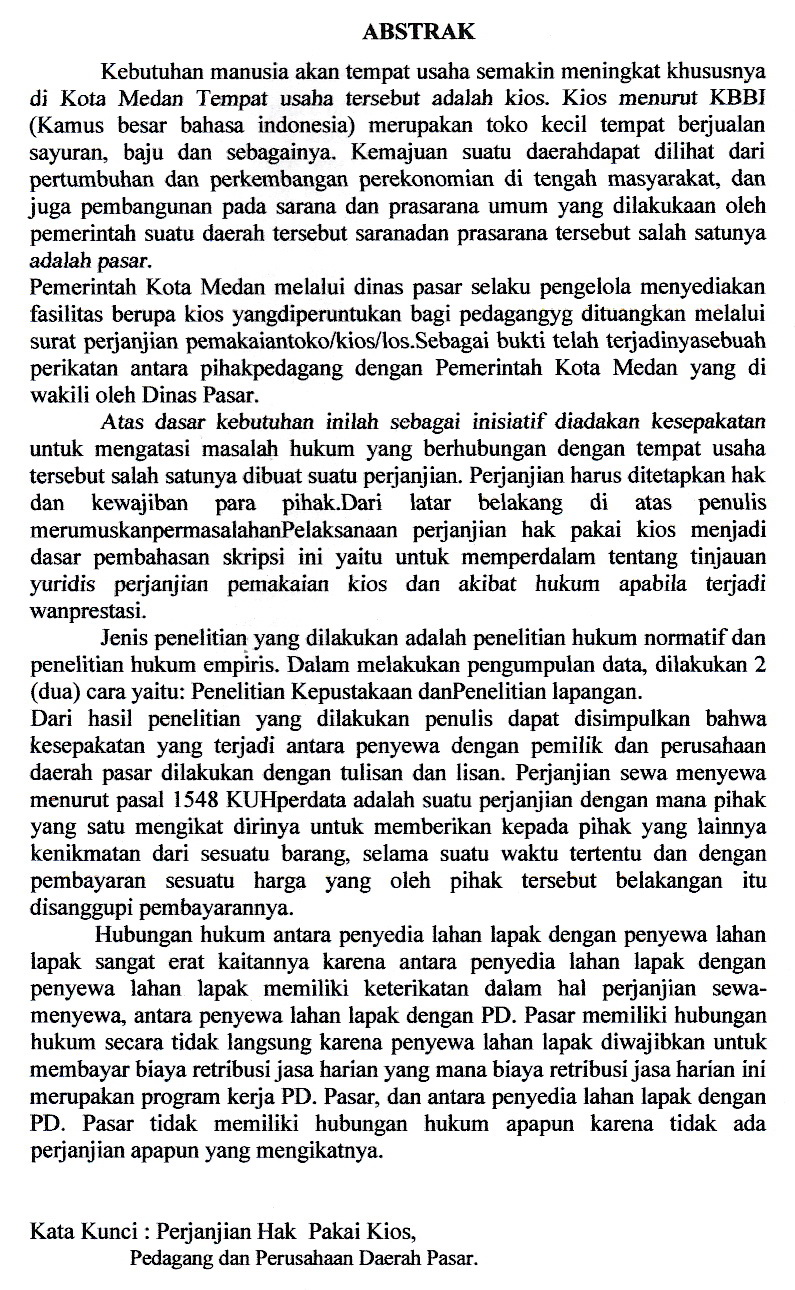 ABSTRAK
Kebutuhan manusia akan tempat usaha semakin meningkat khususnya
di Kota Medan Tempat usaha tersebut adalah kios. Kios menurut KBBI
(Kamus besar bahasa indonesia) merupakan toko kecil tempat berjualan
sayuran, baju dan sebagainya. Kemajuan suatu daerahdapat dilihat dari
pertumbuhan dan perkembangan perekonomian di tengah masyarakat, dan
juga pembangunan pada sarana dan prasarana umum yang dilakukaan oleh
pemerintah suatu daerah tersebut saranadan prasarana tersebut salah satunya
adalah pasar.
Pemerintah Kota Medan melalui dinas pasar selaku pengelola menyediakan
fasilitas berupa kios yangdiperuntukan bagi pedagangyg dituangkan melalui
surat perjanjian pemakaiantoko/kios/los.Sebagai bukti telah terjadinyasebuah
perikatan antara pihakpedagang dengan Pemerintah Kota Medan yang di
wakili oleh Dinas Pasar.
Atas dasar kebutuhan inilah sebagai inisiatif diadakan kesepakatan
untuk mengatasi masalah hukum yang berhubungan dengan tempat usaha
tersebut salah satunya dibuat suatu perjanjian. Perjanjian harus ditetapkan hak
dan kewajiban para pihak.Dari latar belakang di atas penulis
merumuskanpermasalahanPelaksanaan perjanjian hak pakai kios menjadi
dasar pembahasan skripsi ini yaitu untuk memperdalam tentang tinjauan
yuridis perjanjian pemakaian kios dan akibat hukum apabila terjadi
wanprestasi.
Jenis penelitian yang dilakukan adalah penelitian hukum normatif dan
penelitian hukum empiris. Dalam melakukan pengumpulan data, dilakukan 2
(dua) cara yaitu: Penelitian Kepustakaan danPenelitian lapangan.
Dari hasil penelitian yang dilakukan penulis dapat disimpulkan bahwa
kesepakatan yang terjadi antara penyewa dengan pemilik dan perusahaan
daerah pasar dilakukan dengan tulisan dan lisan. Perjanjian sewa menyewa
menurut pasal 1548 KUHperdata adalah suatu perjanjian dengan mana pihak
yang satu mengikat dirinya untuk memberikan kepada pihak yang lainnya
kenikmatan dari sesuatu barang, selama suatu waktu tertentu dan dengan
pembayaran sesuatu harga yang oleh pihak tersebut belakangan itu
disanggupi pembayarannya.
Hubungan hukum antara penyedia lahan lapak dengan penyewa lahan
lapak sangat erat kaitannya karena antara penyedia lahan lapak dengan
penyewa lahan lapak memiliki keterikatan dalam hal perjanjian sewa-
menyewa, antara penyewa lahan lapak dengan PD. Pasar memiliki hubungan
hukum secara tidak langsung karena penyewa lahan lapak diwajibkan untuk
membayar biaya retribusi jasa harian yang mana biaya retribusi jasa harian ini
merupakan program kerja PD. Pasar, dan antara penyedia lahan lapak dengan
PD. Pasar tidak memiliki hubungan hukum apapun karena tidak ada
perjanjian apapun yang mengikatnya.
Kata Kunci : Perjanjian Hak Pakai Kios,
Pedagang dan Perusahaan Daerah Pasar.